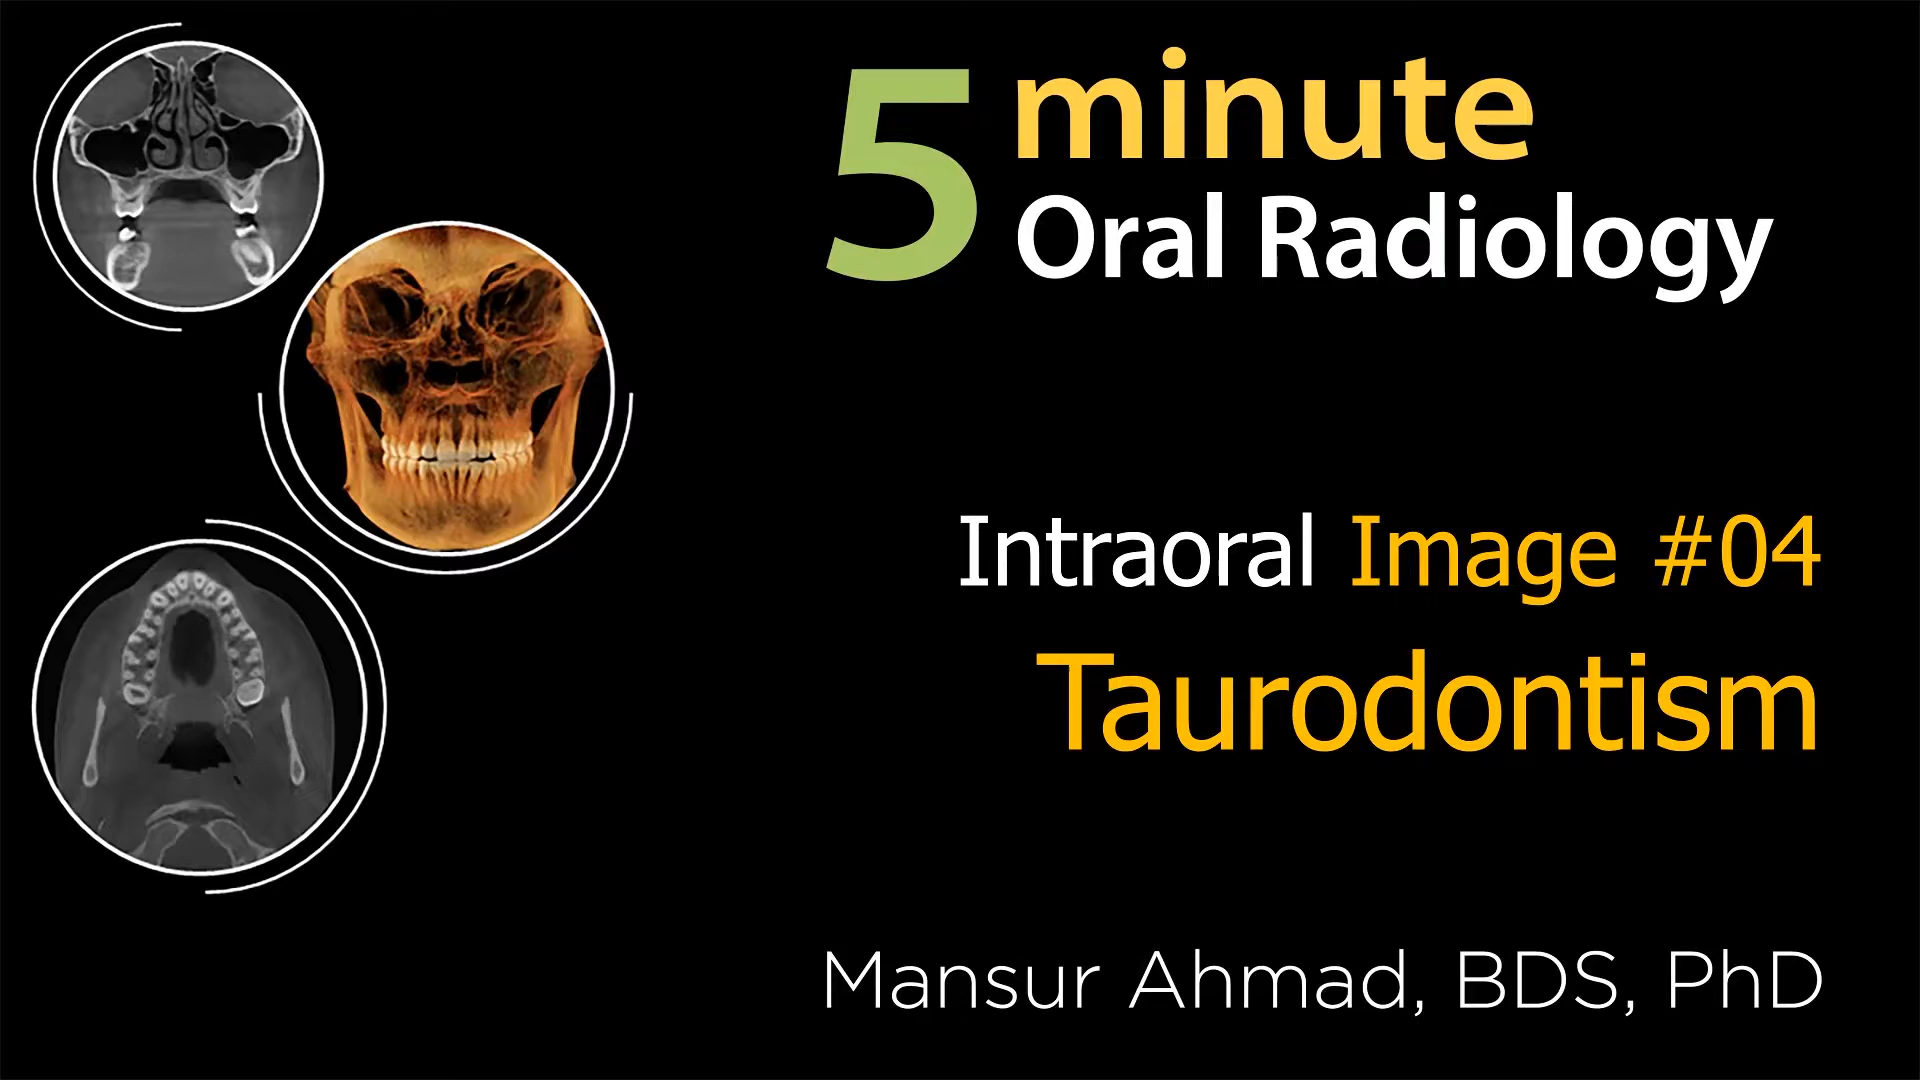 5 minute
Oral Radiology
Intraoral Image #04
Taurodontism
Mansur Ahmad, BDS, PhD